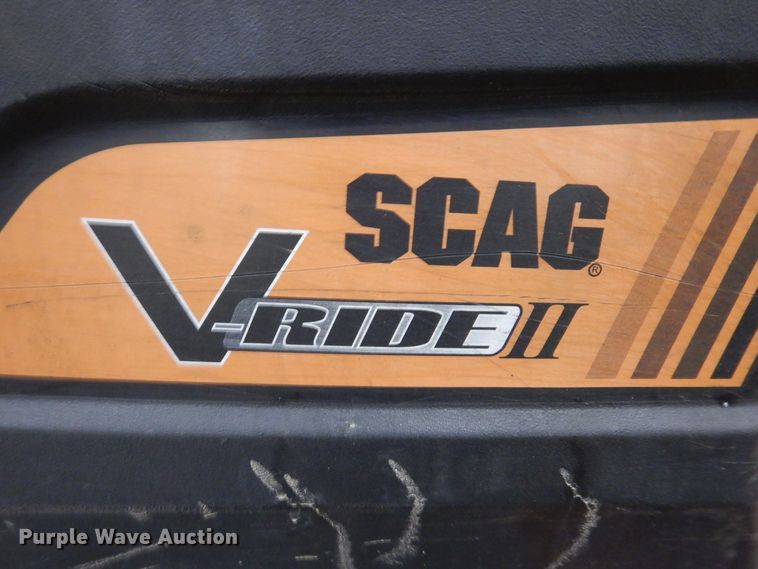 SCAG®
V-RIDE II
Purple Wave Auction